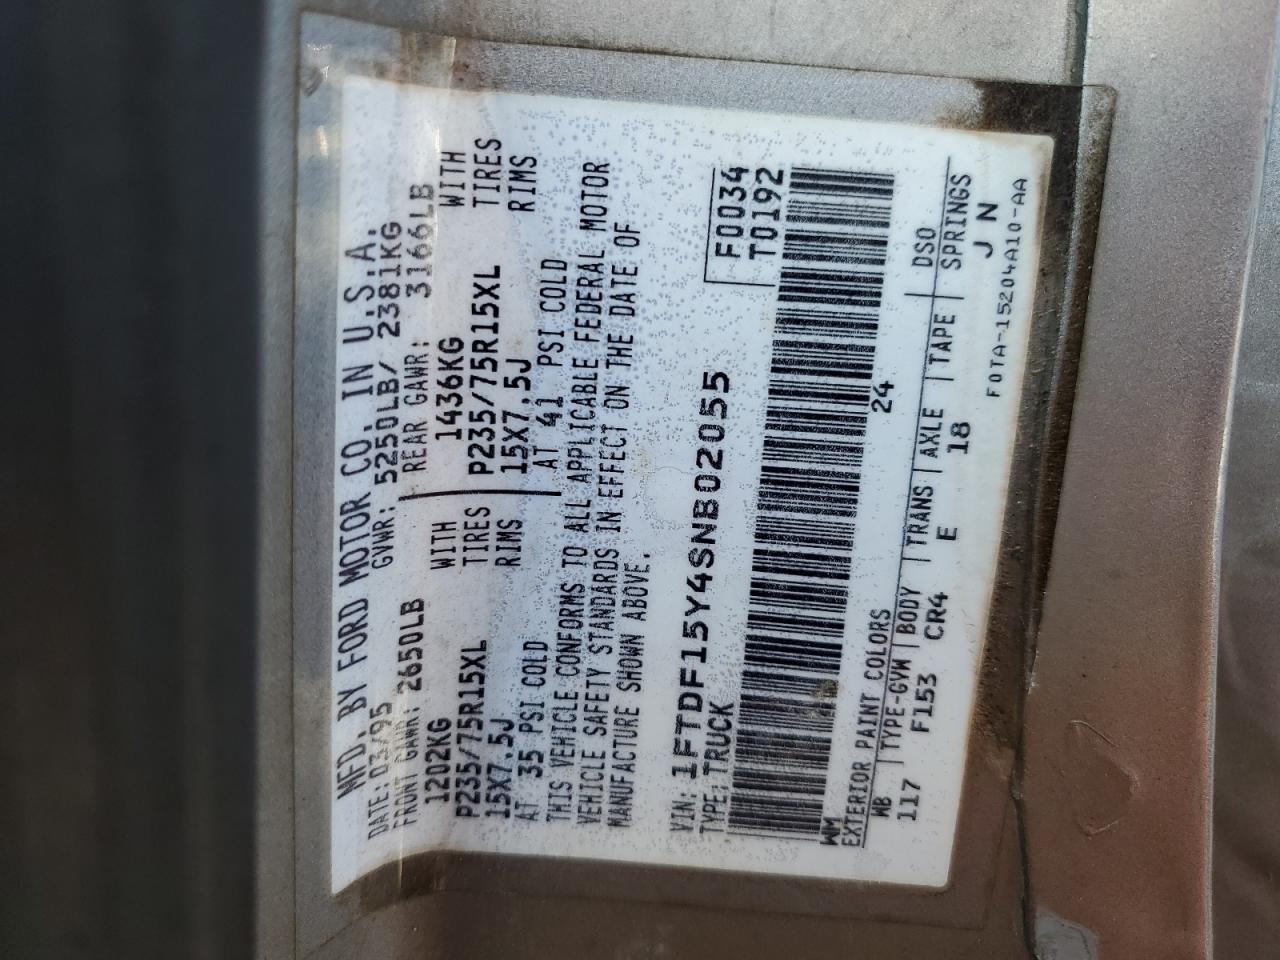 MFD. BY FORD MOTOR CO. IN U.S.A.
DATE: 03/95 GVWR: 5250LB/ 2381KG
FRONT GAWR: 2650LB REAR GAWR: 3166LB
1202KG WITH 1436KG WITH
P235/75R15XL TIRES P235/75R15XL TIRES
15X7.5J RIMS 15X7.5J RIMS
AT 35 PSI COLD AT 41 PSI COLD
THIS VEHICLE CONFORMS TO ALL APPLICABLE FEDERAL MOTOR
VEHICLE SAFETY STANDARDS IN EFFECT ON THE DATE OF
MANUFACTURE SHOWN ABOVE.
VIN: 1FTDF15Y4SNB02055 F0034
TYPE: TRUCK T0192
WM 24
EXTERIOR PAINT COLORS DSO
WB TYPE-GVW BODY TRANS AXLE TAPE SPRINGS
117 F153 CR4 E 18 J N
F0TA-15204A10-AA